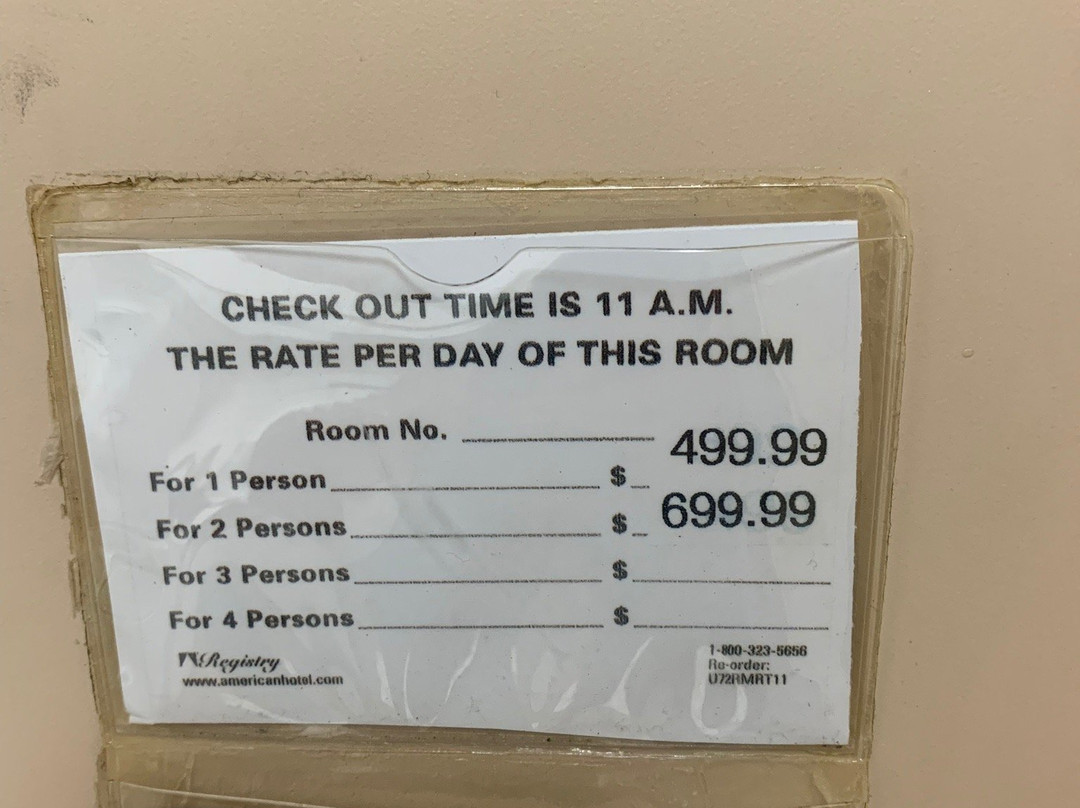 CHECK OUT TIME IS 11 A.M.
THE RATE PER DAY OF THIS ROOM
Room No.
For 1 Person $ 499.99
For 2 Persons $ 699.99
For 3 Persons $
For 4 Persons $
Registry
www.americanhotel.com
1-800-323-5656
Re-order:
U72RMRT11